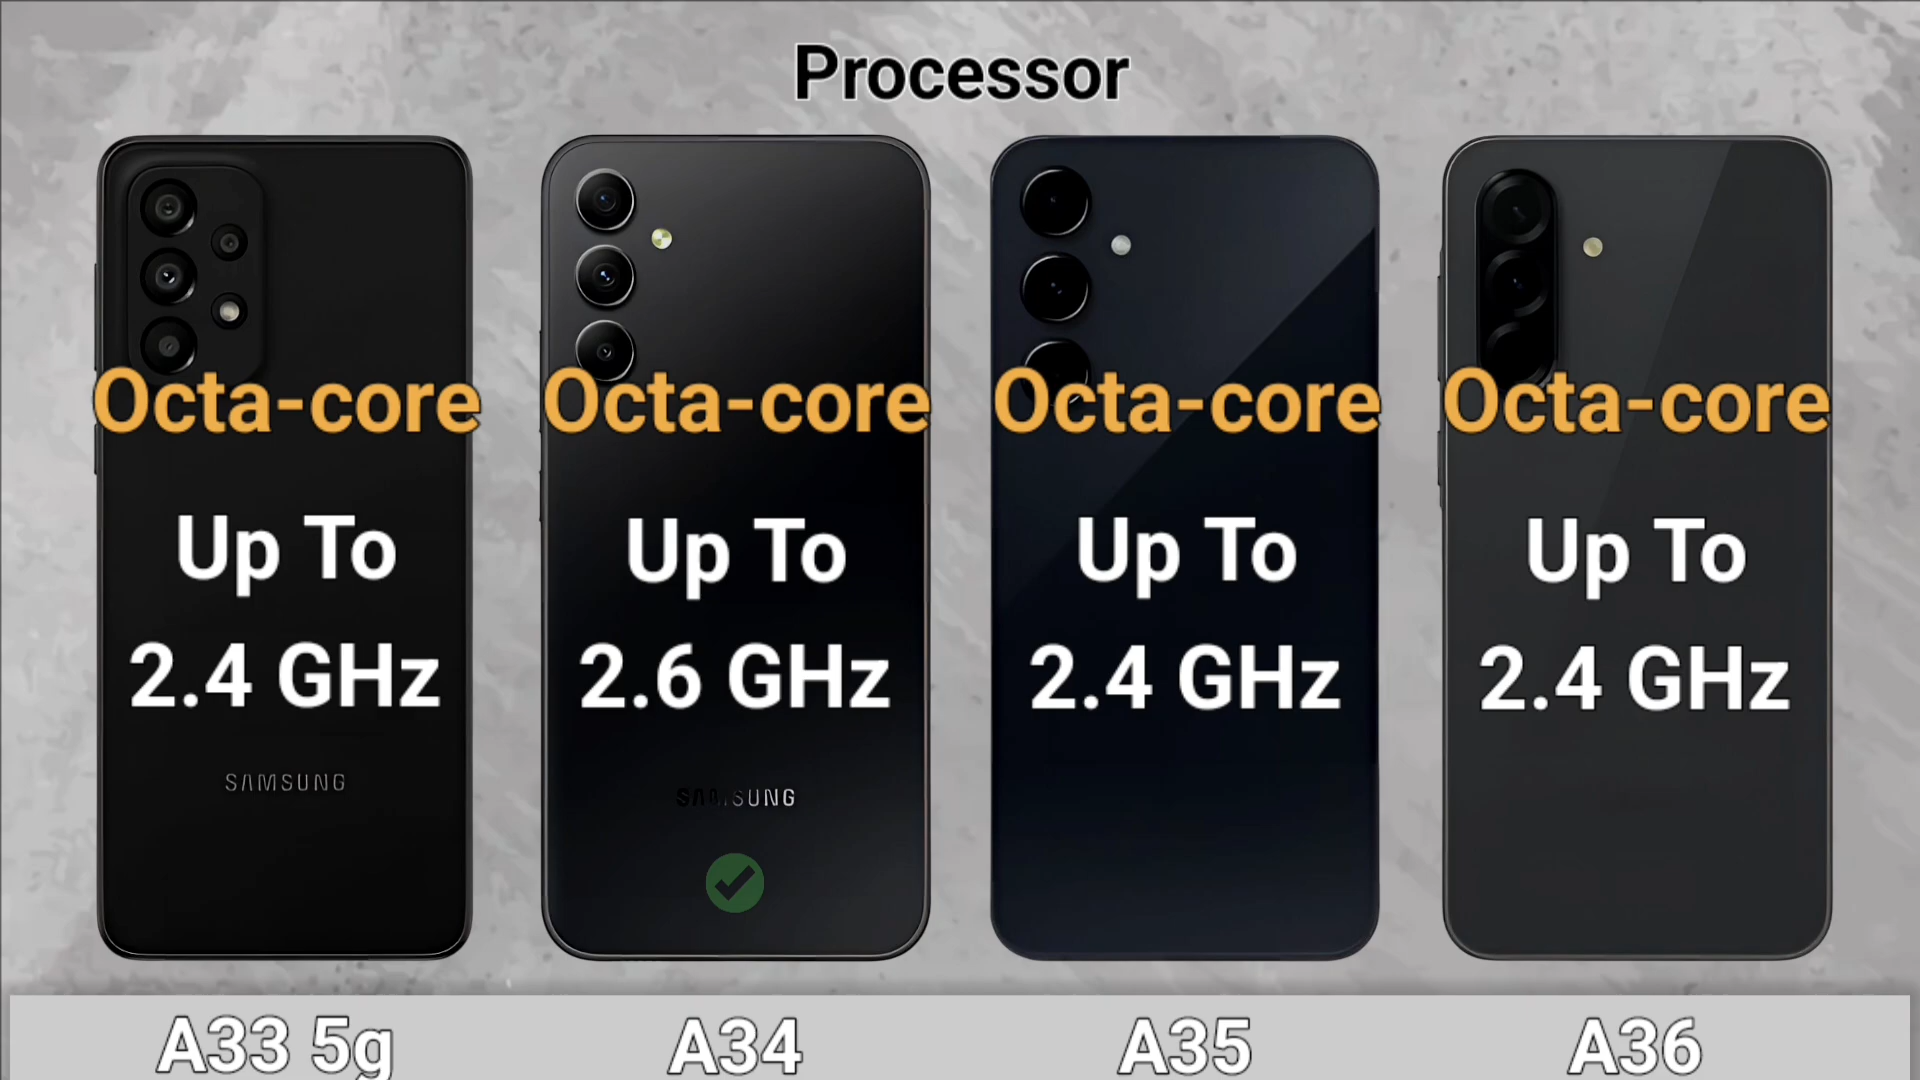 Processor
Octa-core
Up To
2.4 GHz
SAMSUNG
A33 5g
Octa-core
Up To
2.6 GHz
SAMSUNG
A34
Octa-core
Up To
2.4 GHz
A35
Octa-core
Up To
2.4 GHz
A36